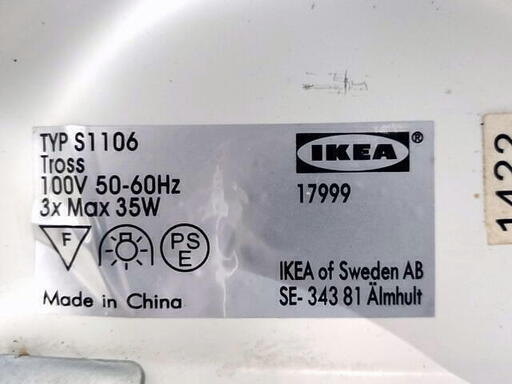 TYP S1106
Tross
100V 50-60Hz
3x Max 35W
F
PS
E
Made in China
IKEA®
17999
IKEA of Sweden AB
SE- 343 81 Älmhult
1422